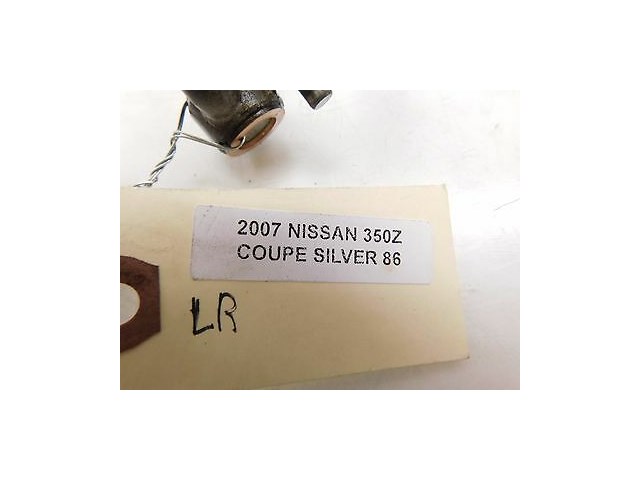 2007 NISSAN 350Z
COUPE SILVER 86
LR